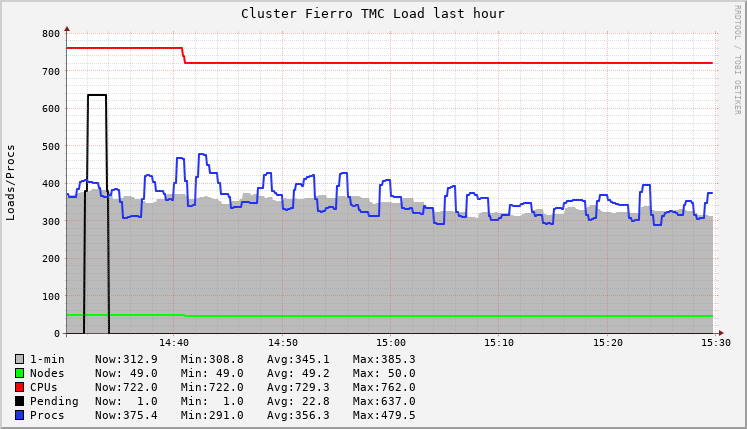 Cluster Fierro TMC Load last hour
RRDTOOL / TOBI OETIKER
Loads/Procs
800
700
600
500
400
300
200
100
0
14:40 14:50 15:00 15:10 15:20 15:30
1-min Now:312.9 Min:308.8 Avg:345.1 Max:385.3
Nodes Now: 49.0 Min: 49.0 Avg: 49.2 Max: 50.0
CPUs Now:722.0 Min:722.0 Avg:729.3 Max:762.0
Pending Now: 1.0 Min: 1.0 Avg: 22.8 Max:637.0
Procs Now:375.4 Min:291.0 Avg:356.3 Max:479.5